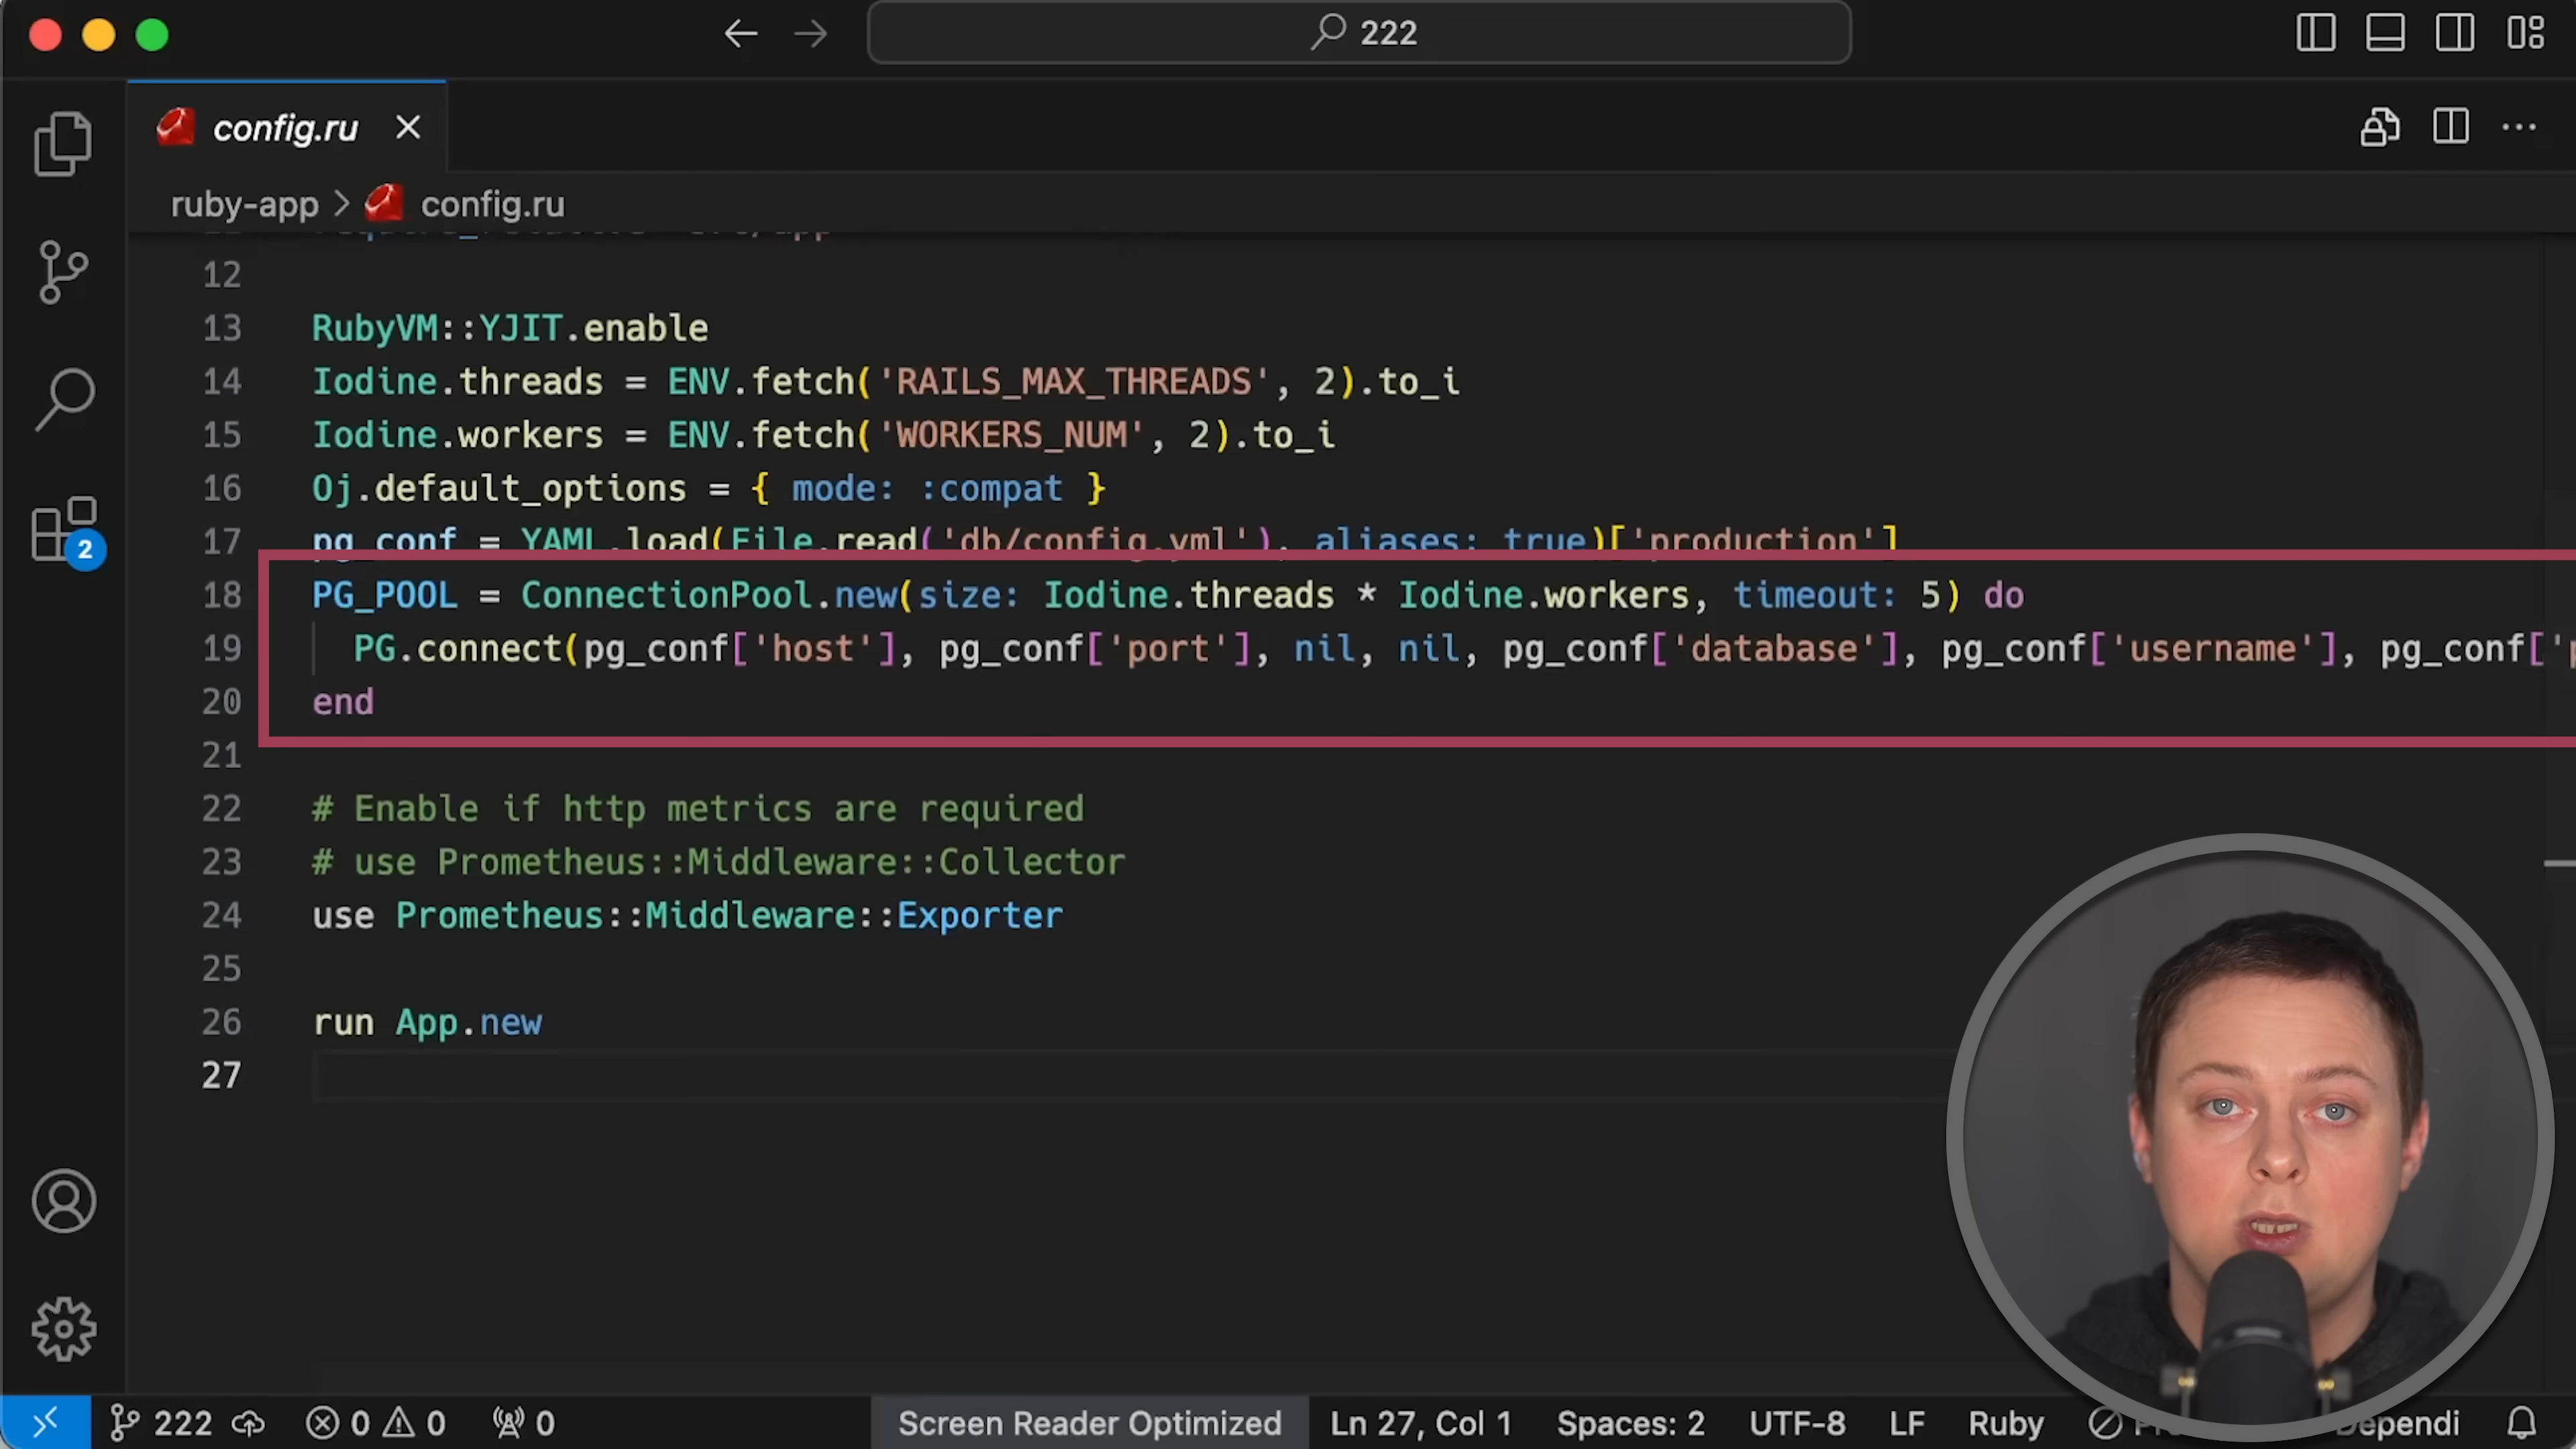 222
config.ru
ruby-app > config.ru
12
13 RubyVM::YJIT.enable
14 Iodine.threads = ENV.fetch('RAILS_MAX_THREADS', 2).to_i
15 Iodine.workers = ENV.fetch('WORKERS_NUM', 2).to_i
16 Oj.default_options = { mode: :compat }
17 pg_conf = YAML.load(File.read('db/config.yml'), aliases: true)['production']
18 PG_POOL = ConnectionPool.new(size: Iodine.threads * Iodine.workers, timeout: 5) do
19 PG.connect(pg_conf['host'], pg_conf['port'], nil, nil, pg_conf['database'], pg_conf['username'], pg_conf['p
20 end
21
22 # Enable if http metrics are required
23 # use Prometheus::Middleware::Collector
24 use Prometheus::Middleware::Exporter
25
26 run App.new
27
2
222 0 0 0 Screen Reader Optimized Ln 27, Col 1 Spaces: 2 UTF-8 LF Ruby Dependi